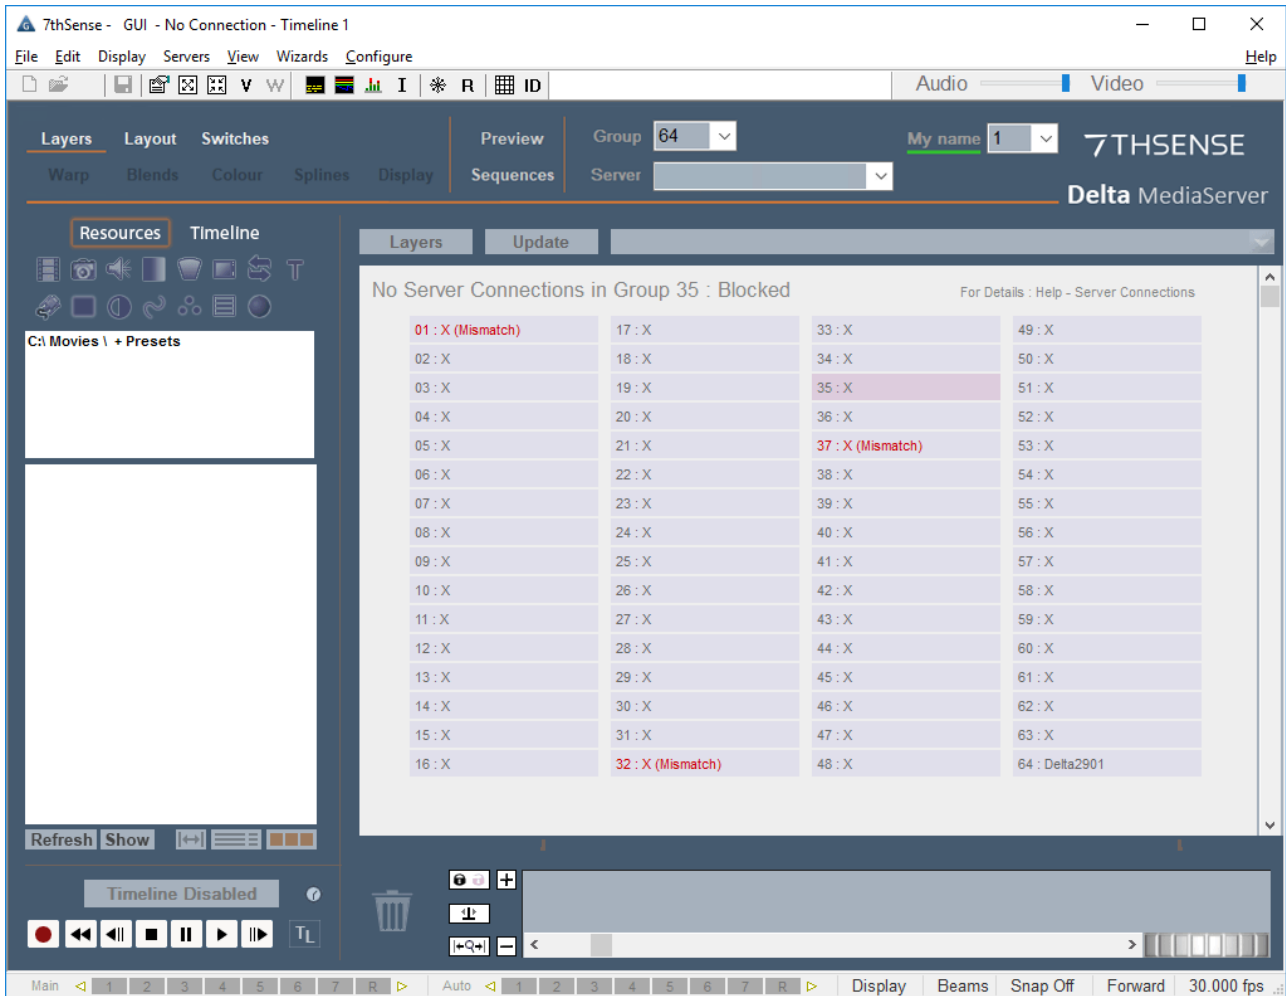 7thSense - GUI - No Connection - Timeline 1
File Edit Display Servers View Wizards Configure Help
V W I R ID Audio Video
Layers Layout Switches Preview Group 64 My name 1 7THSENSE
Warp Blends Colour Splines Display Sequences Server
Delta MediaServer
Resources Timeline
Layers Update
T
No Server Connections in Group 35 : Blocked For Details : Help - Server Connections
C:\ Movies \ + Presets
01 : X (Mismatch) 17 : X 33 : X 49 : X
02 : X 18 : X 34 : X 50 : X
03 : X 19 : X 35 : X 51 : X
04 : X 20 : X 36 : X 52 : X
05 : X 21 : X 37 : X (Mismatch) 53 : X
06 : X 22 : X 38 : X 54 : X
07 : X 23 : X 39 : X 55 : X
08 : X 24 : X 40 : X 56 : X
09 : X 25 : X 41 : X 57 : X
10 : X 26 : X 42 : X 58 : X
11 : X 27 : X 43 : X 59 : X
12 : X 28 : X 44 : X 60 : X
13 : X 29 : X 45 : X 61 : X
14 : X 30 : X 46 : X 62 : X
15 : X 31 : X 47 : X 63 : X
16 : X 32 : X (Mismatch) 48 : X 64 : Delta2901
Refresh Show
Timeline Disabled
TL
Main 1 2 3 4 5 6 7 R Auto 1 2 3 4 5 6 7 R Display Beams Snap Off Forward 30.000 fps